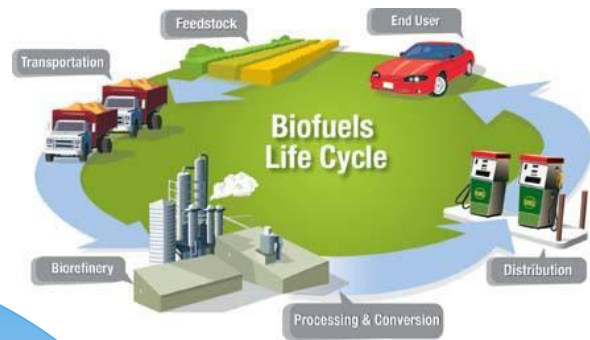 Feedstock
End User
Transportation
Biofuels
Life Cycle
Biorefinery
Distribution
Processing & Conversion